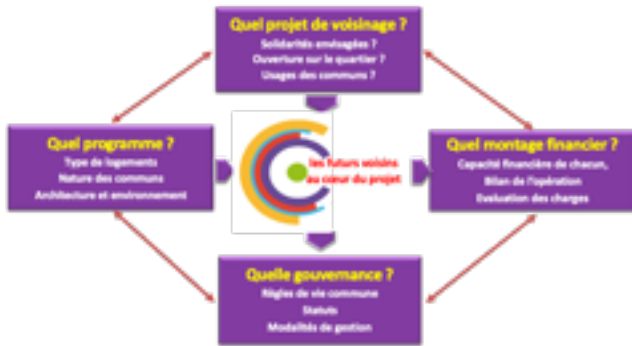 Quel projet de voisinage ?
Solidarités envisagées ?
Ouverture sur le quartier ?
Usages des communs ?
Quel programme ?
Type de logements
Nature des communs
Architecture et environnement
les futurs voisins
au cœur du projet
Quel montage financier ?
Capacité financière de chacun,
Bilan de l'opération
Evaluation des charges
Quelle gouvernance ?
Règles de vie commune
Statuts
Modalités de gestion